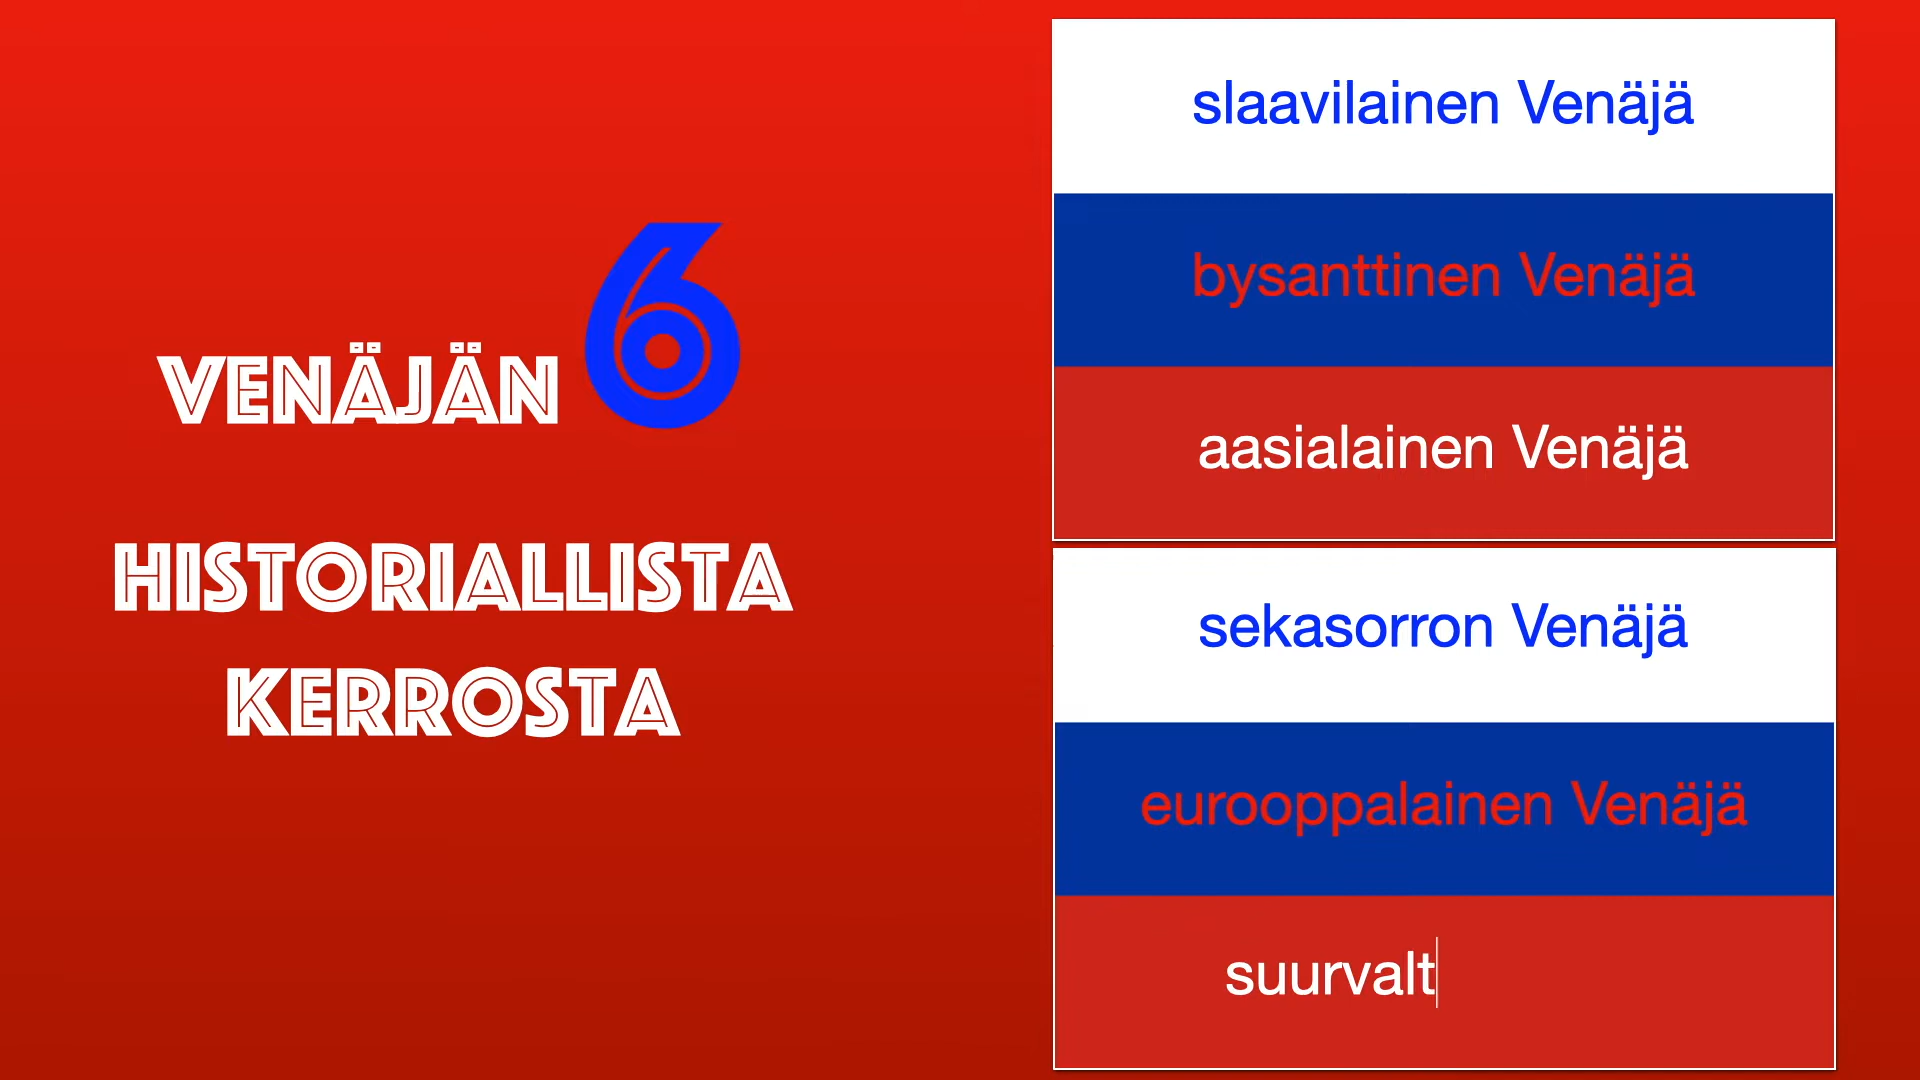 VENÄJÄN 6
HISTORIALLISTA
KERROSTA
slaavilainen Venäjä
bysanttinen Venäjä
aasialainen Venäjä
sekasorron Venäjä
eurooppalainen Venäjä
suurvalt